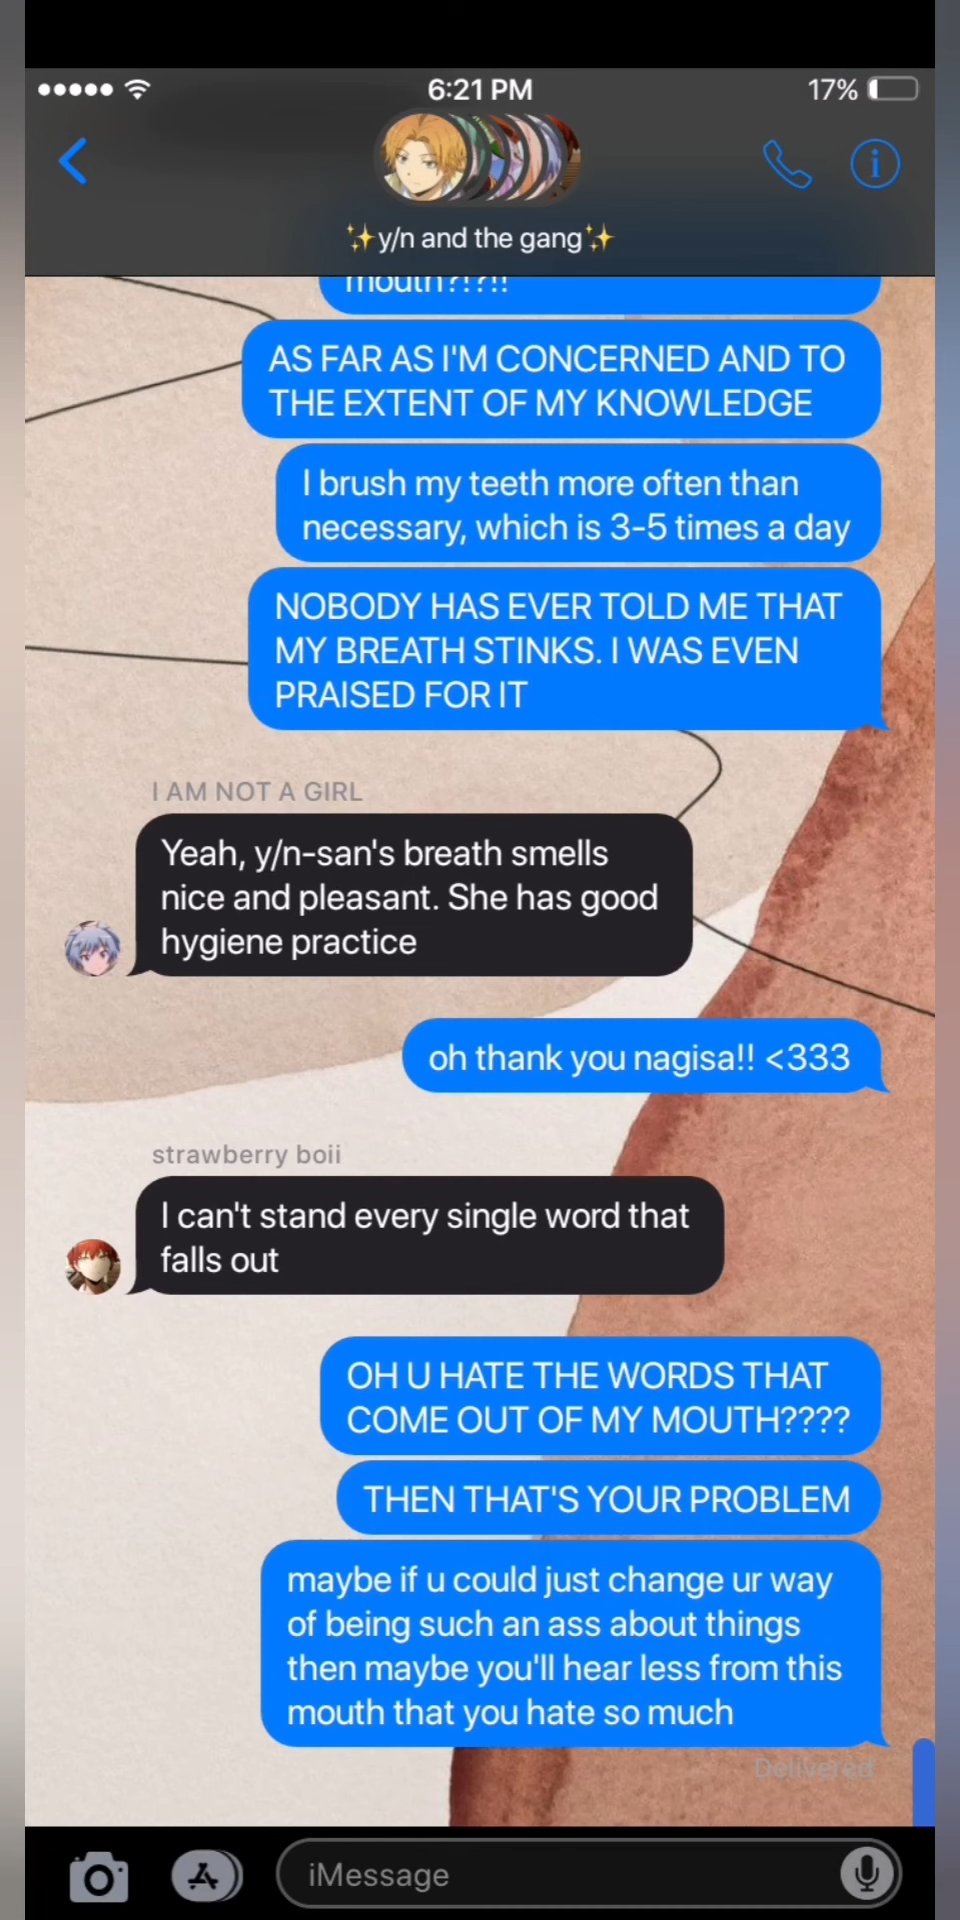 6:21 PM
17%
✨y/n and the gang✨
mouth?!?!!
AS FAR AS I'M CONCERNED AND TO
THE EXTENT OF MY KNOWLEDGE
I brush my teeth more often than
necessary, which is 3-5 times a day
NOBODY HAS EVER TOLD ME THAT
MY BREATH STINKS. I WAS EVEN
PRAISED FOR IT
I AM NOT A GIRL
Yeah, y/n-san's breath smells
nice and pleasant. She has good
hygiene practice
oh thank you nagisa!! <333
strawberry boii
I can't stand every single word that
falls out
OH U HATE THE WORDS THAT
COME OUT OF MY MOUTH????
THEN THAT'S YOUR PROBLEM
maybe if u could just change ur way
of being such an ass about things
then maybe you'll hear less from this
mouth that you hate so much
Delivered
iMessage